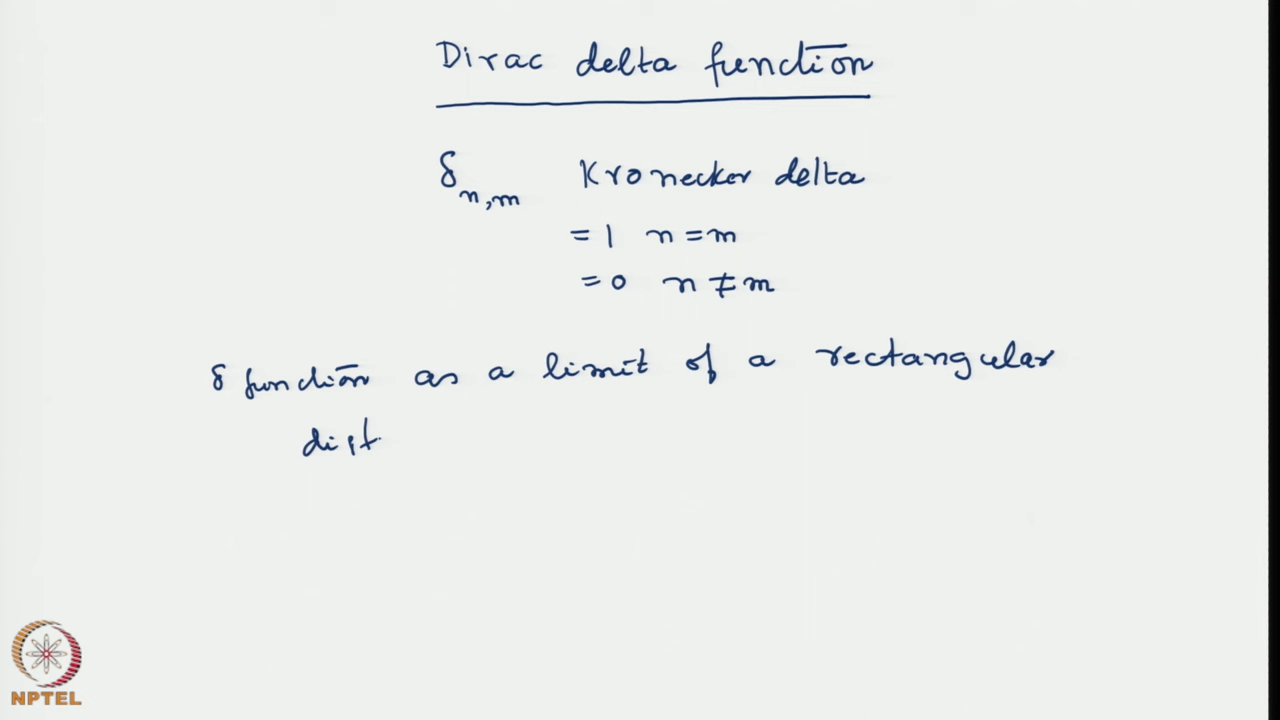 Dirac delta function
δ_{n,m} Kronecker delta
= 1 n = m
= 0 n ≠ m
δ function as a limit of a rectangular
dist
NPTEL